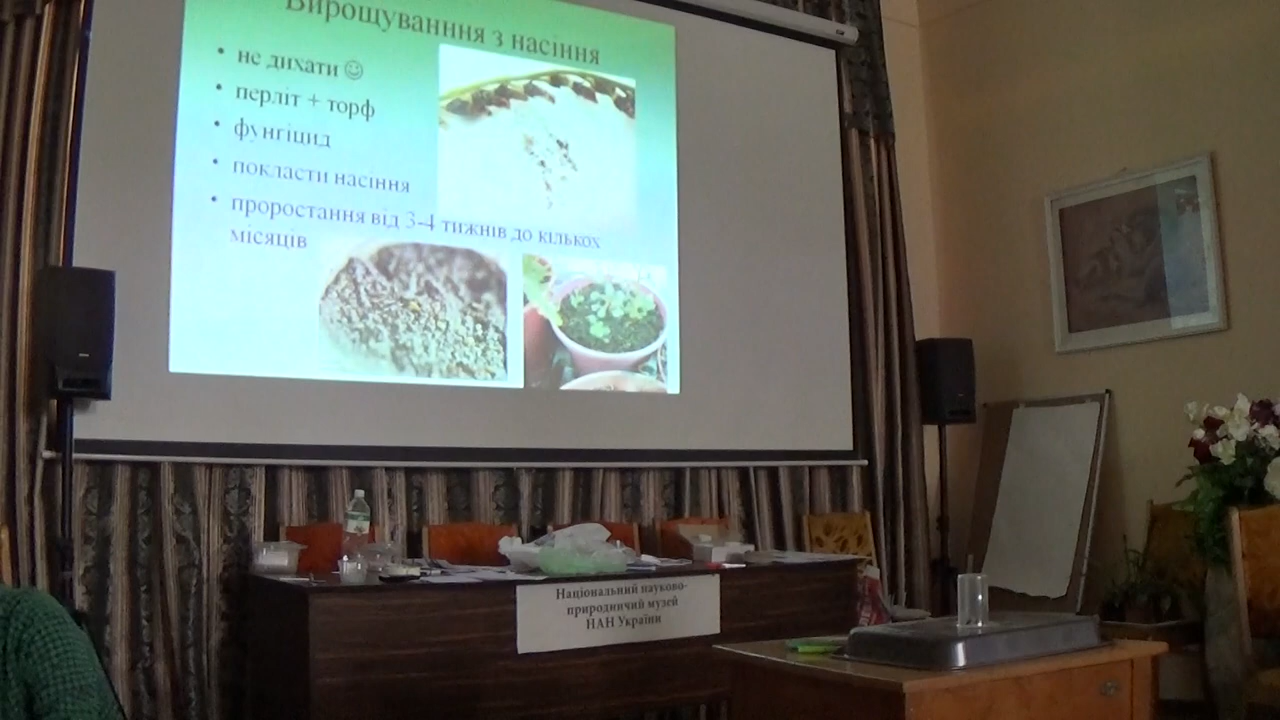 Вирощуванння з насіння
• не дихати ☺
• перліт + торф
• фунгіцид
• покласти насіння
• проростання від 3-4 тижнів до кількох
місяців
Національний науково-
природничий музей
НАН України